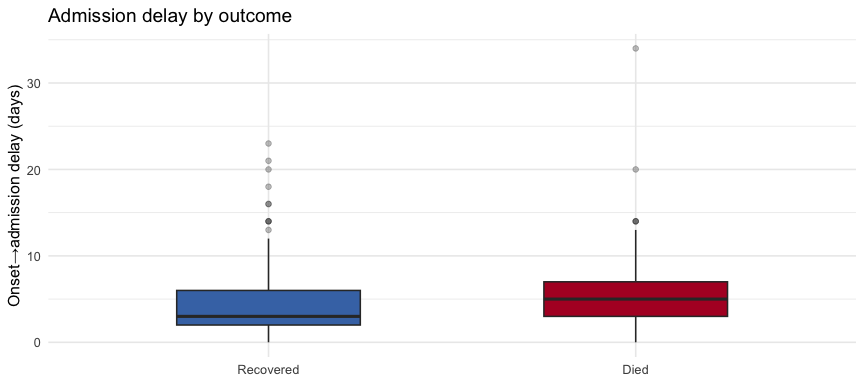 Admission delay by outcome
Onset→admission delay (days)
30
20
10
0
Recovered
Died